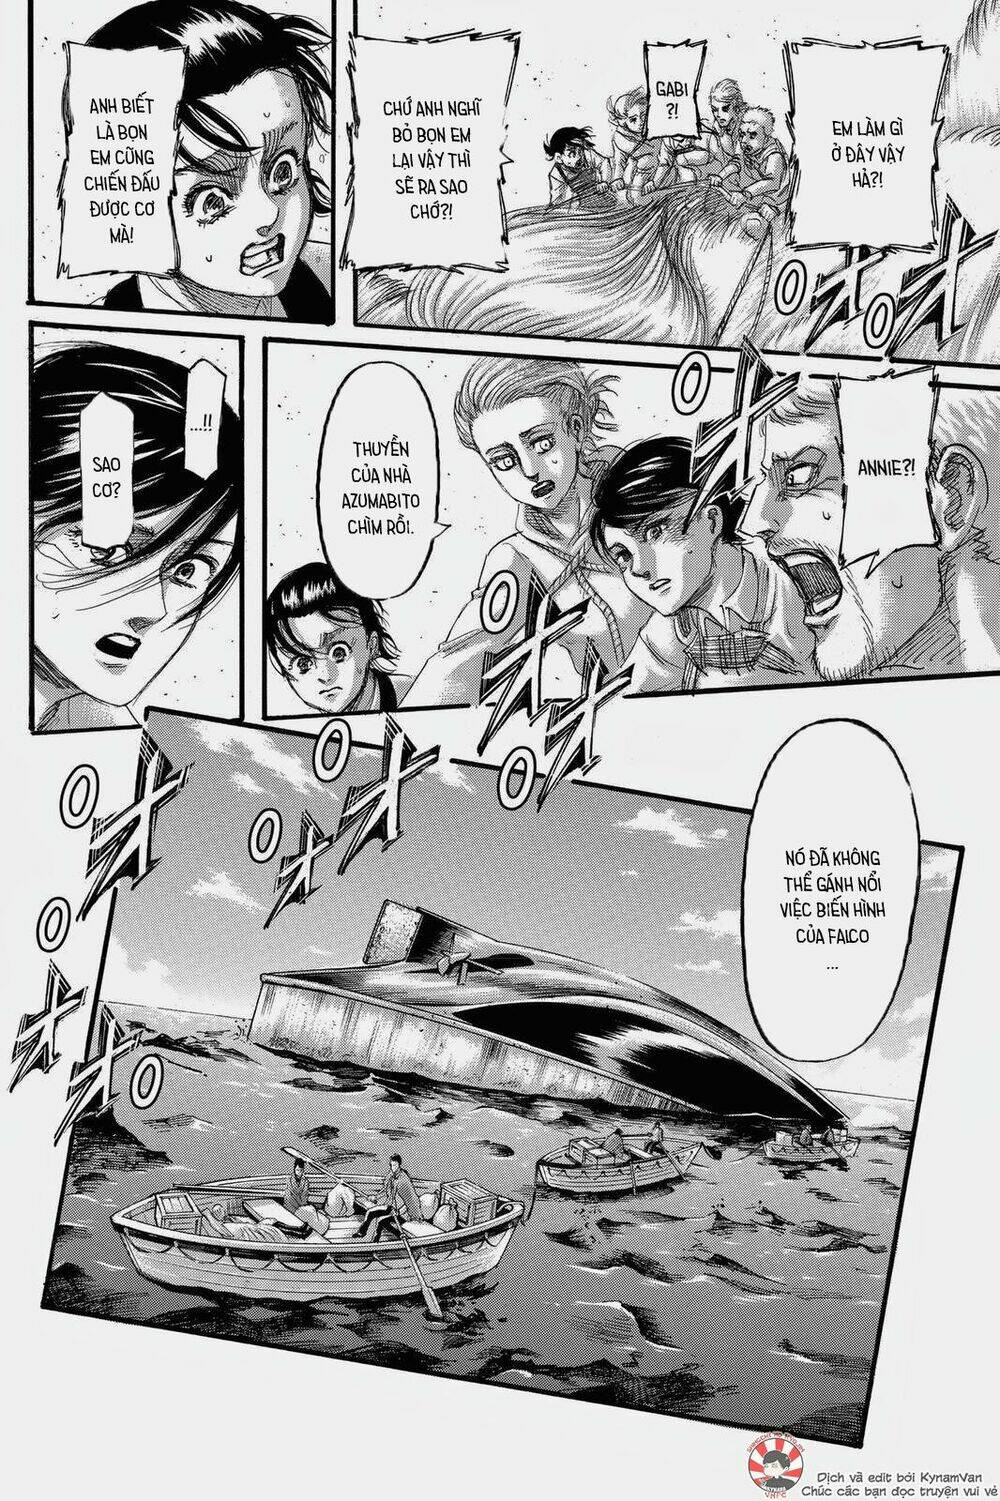 GABI
?!
EM LÀM GÌ
Ở ĐÂY VẬY
HẢ?!
CHỨ ANH NGHĨ
BỎ BỌN EM
LẠI VẬY THÌ
SẼ RA SAO
CHỚ?!
ANH BIẾT
LÀ BỌN
EM CŨNG
CHIẾN ĐẤU
ĐƯỢC CƠ
MÀ!
ANNIE?!
THUYỀN
CỦA NHÀ
AZUMABITO
CHÌM RỒI.
...!!
SAO
CƠ?
NÓ ĐÃ KHÔNG
THỂ GÁNH NỔI
VIỆC BIẾN HÌNH
CỦA FALCO
...
Dịch và edit bởi KynamVan
Chúc các bạn đọc truyện vui vẻ